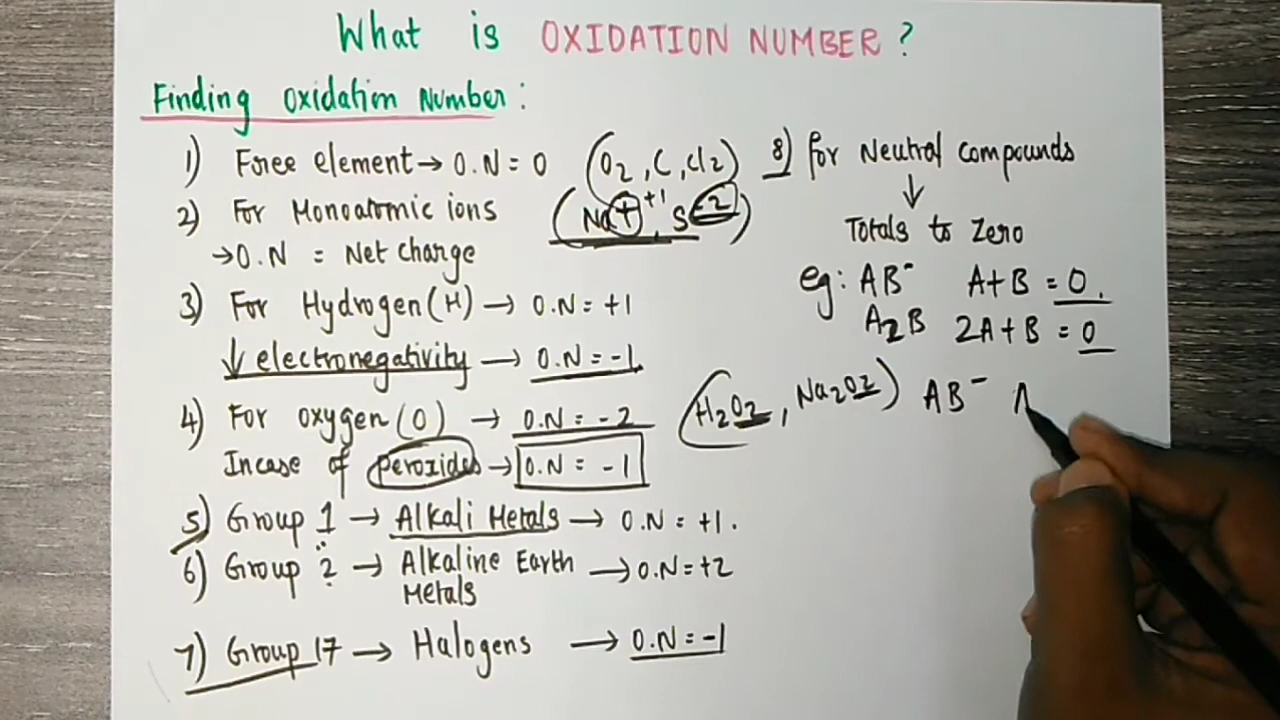 What is OXIDATION NUMBER ?
Finding Oxidation Number :
1) Free element → O.N = 0 (O2, C, Cl2)
2) For Monoatomic ions (Na+ +1, S-2)
→ O.N = Net charge
3) For Hydrogen (H) → O.N = +1
↓ electronegativity → O.N = -1
4) For oxygen (O) → O.N = -2 (H2O2, Na2O2)
Incase of peroxides → O.N = -1
5) Group 1 → Alkali Metals → O.N = +1.
6) Group 2 → Alkaline Earth Metals → O.N = +2
7) Group 17 → Halogens → O.N = -1
8) for Neutral Compounds
↓
Totals to Zero
eg: AB⁻ A+B = 0.
A2B 2A+B = 0
AB⁻